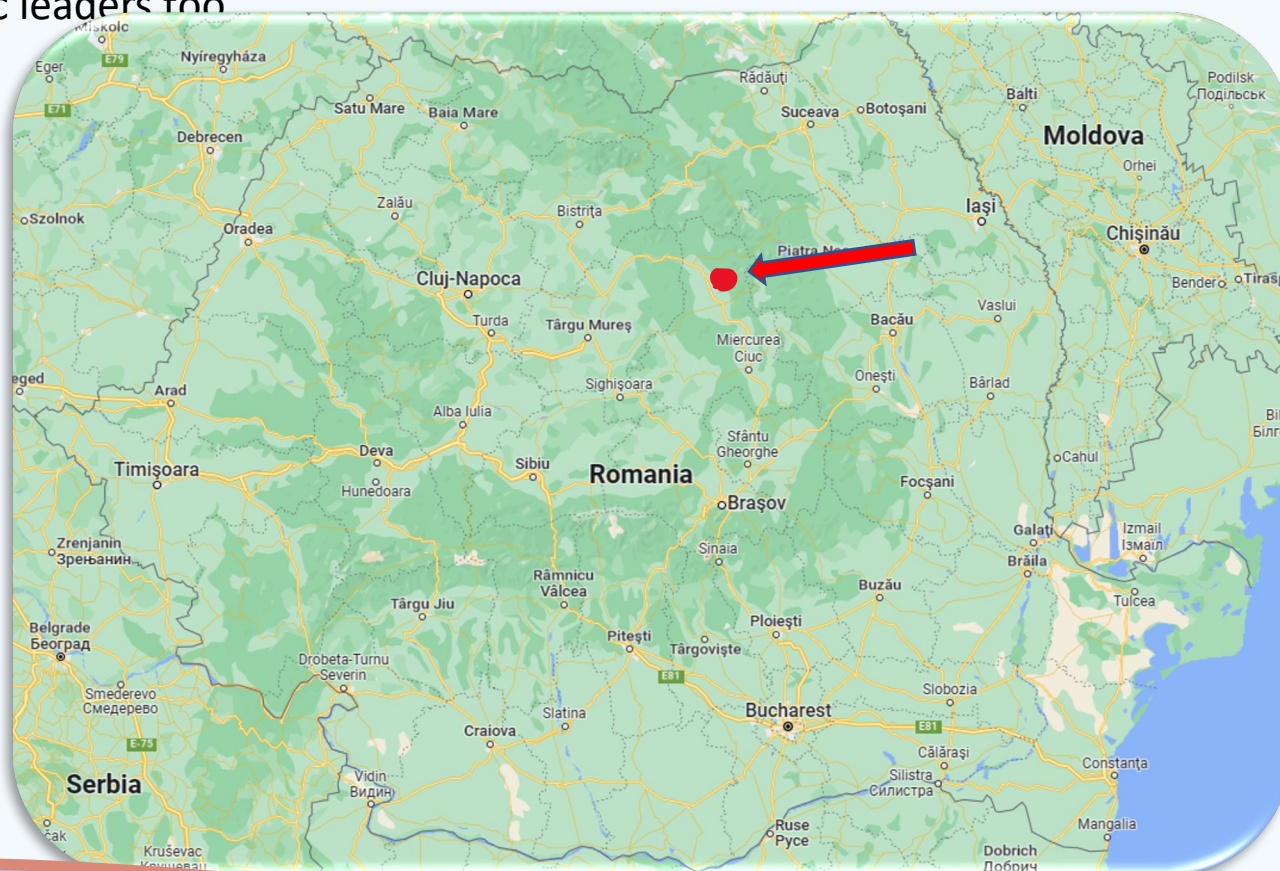 c leaders too
Miskolc
Eger
E79
Nyíregyháza
E71
Debrecen
Satu Mare
Baia Mare
Rădăuți
Suceava
Botoșani
Balti
Podilsk
Подільськ
Moldova
Orhei
Szolnok
Oradea
Zalău
Bistrița
Iași
Chișinău
Cluj-Napoca
Turda
Târgu Mureș
Piatra
Bender
Vaslui
Bacău
Miercurea
Ciuc
Sighișoara
Onești
Bârlad
eged
Arad
Alba Iulia
Deva
Hunedoara
Timișoara
Sibiu
Romania
Sfântu
Gheorghe
Brașov
Focșani
Cahul
Zrenjanin
Зрењанин
Sinaia
Galați
Izmail
Ізмаїл
Brăila
Râmnicu
Vâlcea
Târgu Jiu
Buzău
Tulcea
Ploiești
Pitești
Târgoviște
Belgrade
Београд
Drobeta-Turnu
Severin
E81
Smederevo
Смедерево
Slobozia
Slatina
Bucharest
E81
Craiova
E-75
Călărași
Constanța
Serbia
Vidin
Видин
Silistra
Силистра
čak
Kruševac
Крушевац
Ruse
Русе
Mangalia
Dobrich
Добрич